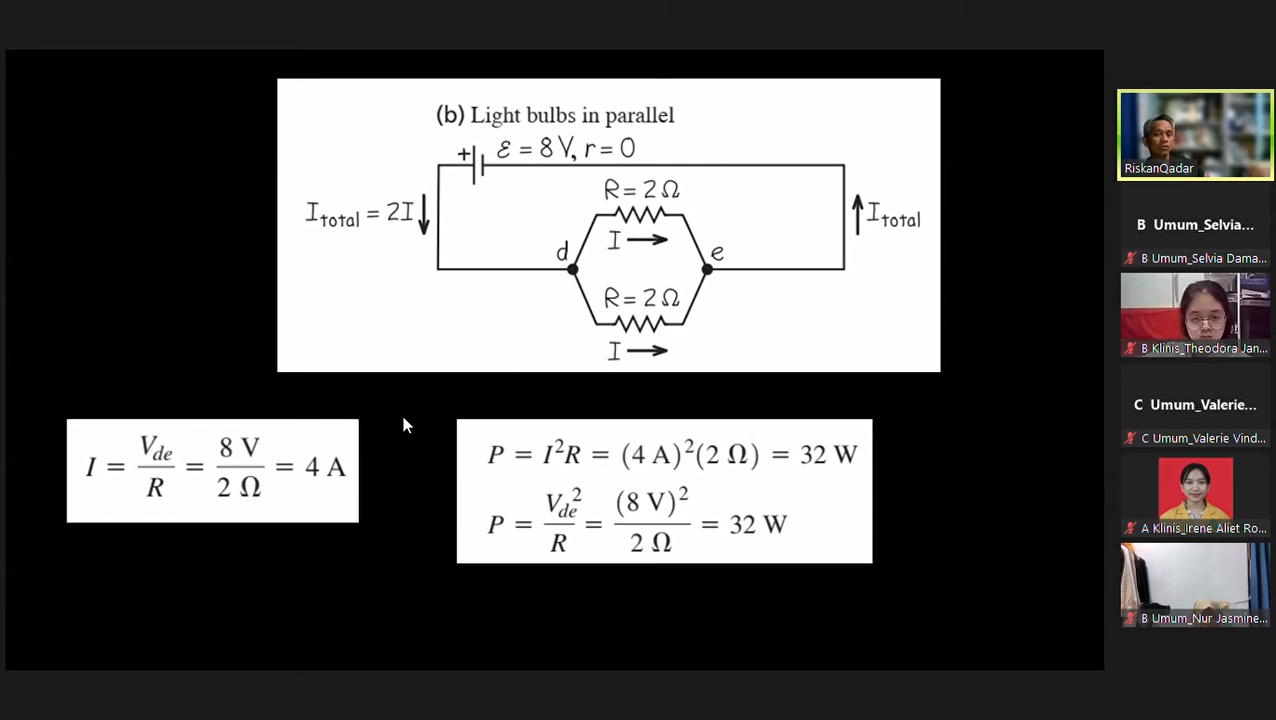 (b) Light bulbs in parallel
+ ε = 8 V, r = 0
R = 2 Ω
I_total = 2I ↓
↑ I_total
I →
d
e
R = 2 Ω
I →
I = V_de / R = 8 V / 2 Ω = 4 A
P = I²R = (4 A)²(2 Ω) = 32 W
P = V_de² / R = (8 V)² / 2 Ω = 32 W
RiskanQadar
B Umum_Selvia...
B Umum_Selvia Dama...
B Klinis_Theodora Jan...
C Umum_Valerie...
C Umum_Valerie Vind...
A Klinis_Irene Aliet Ro...
B Umum_Nur Jasmine...